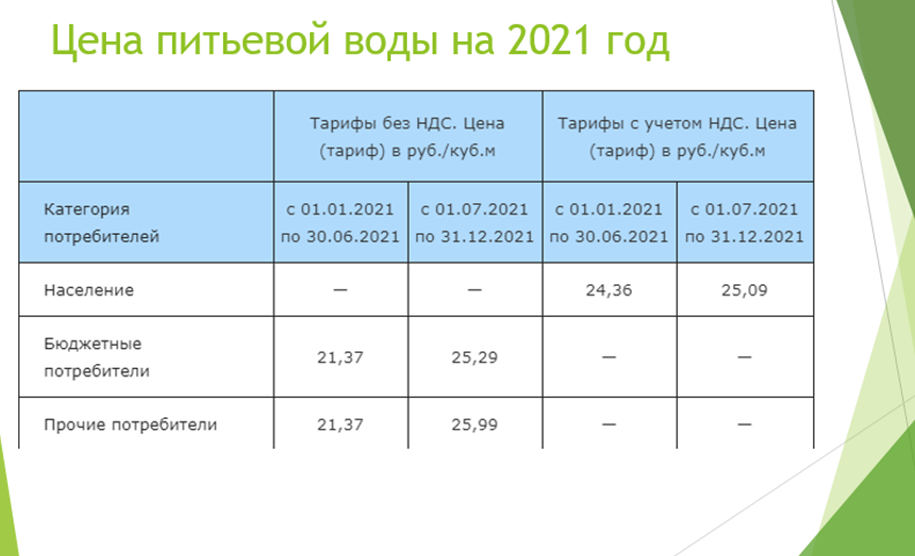 Цена питьевой воды на 2021 год
Тарифы без НДС. Цена
(тариф) в руб./куб.м
Тарифы с учетом НДС. Цена
(тариф) в руб./куб.м
Категория
потребителей
с 01.01.2021
по 30.06.2021
с 01.07.2021
по 31.12.2021
с 01.01.2021
по 30.06.2021
с 01.07.2021
по 31.12.2021
Население — — 24,36 25,09
Бюджетные
потребители
21,37 25,29 — —
Прочие потребители 21,37 25,99 — —